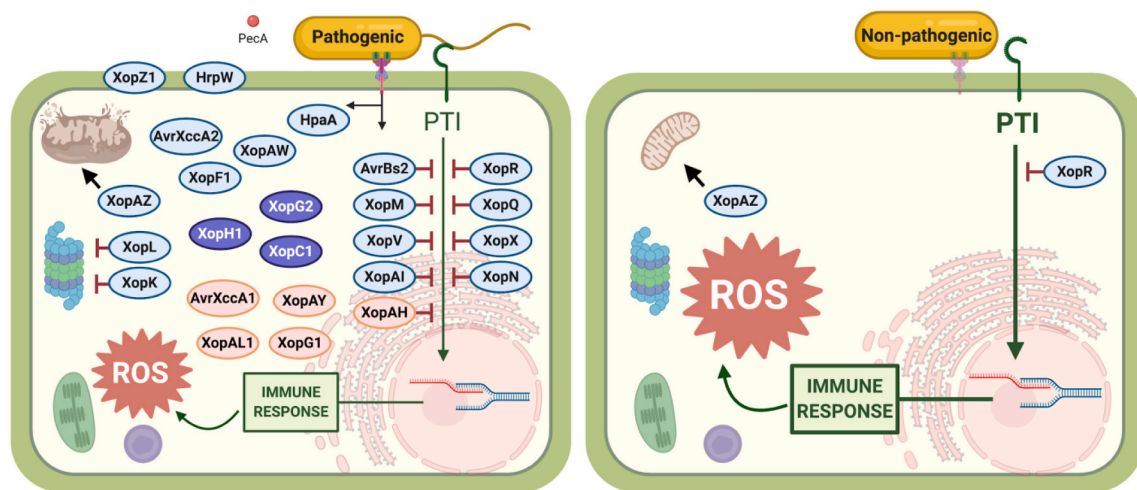 PecA
Pathogenic
XopZ1
HrpW
HpaA
PTI
AvrXccA2
XopAW
XopF1
AvrBs2
XopR
XopAZ
XopG2
XopM
XopQ
XopH1
XopL
XopC1
XopV
XopX
XopK
XopAI
XopN
AvrXccA1
XopAY
XopAH
XopAL1
XopG1
ROS
IMMUNE
RESPONSE
Non-pathogenic
PTI
XopR
XopAZ
ROS
IMMUNE
RESPONSE